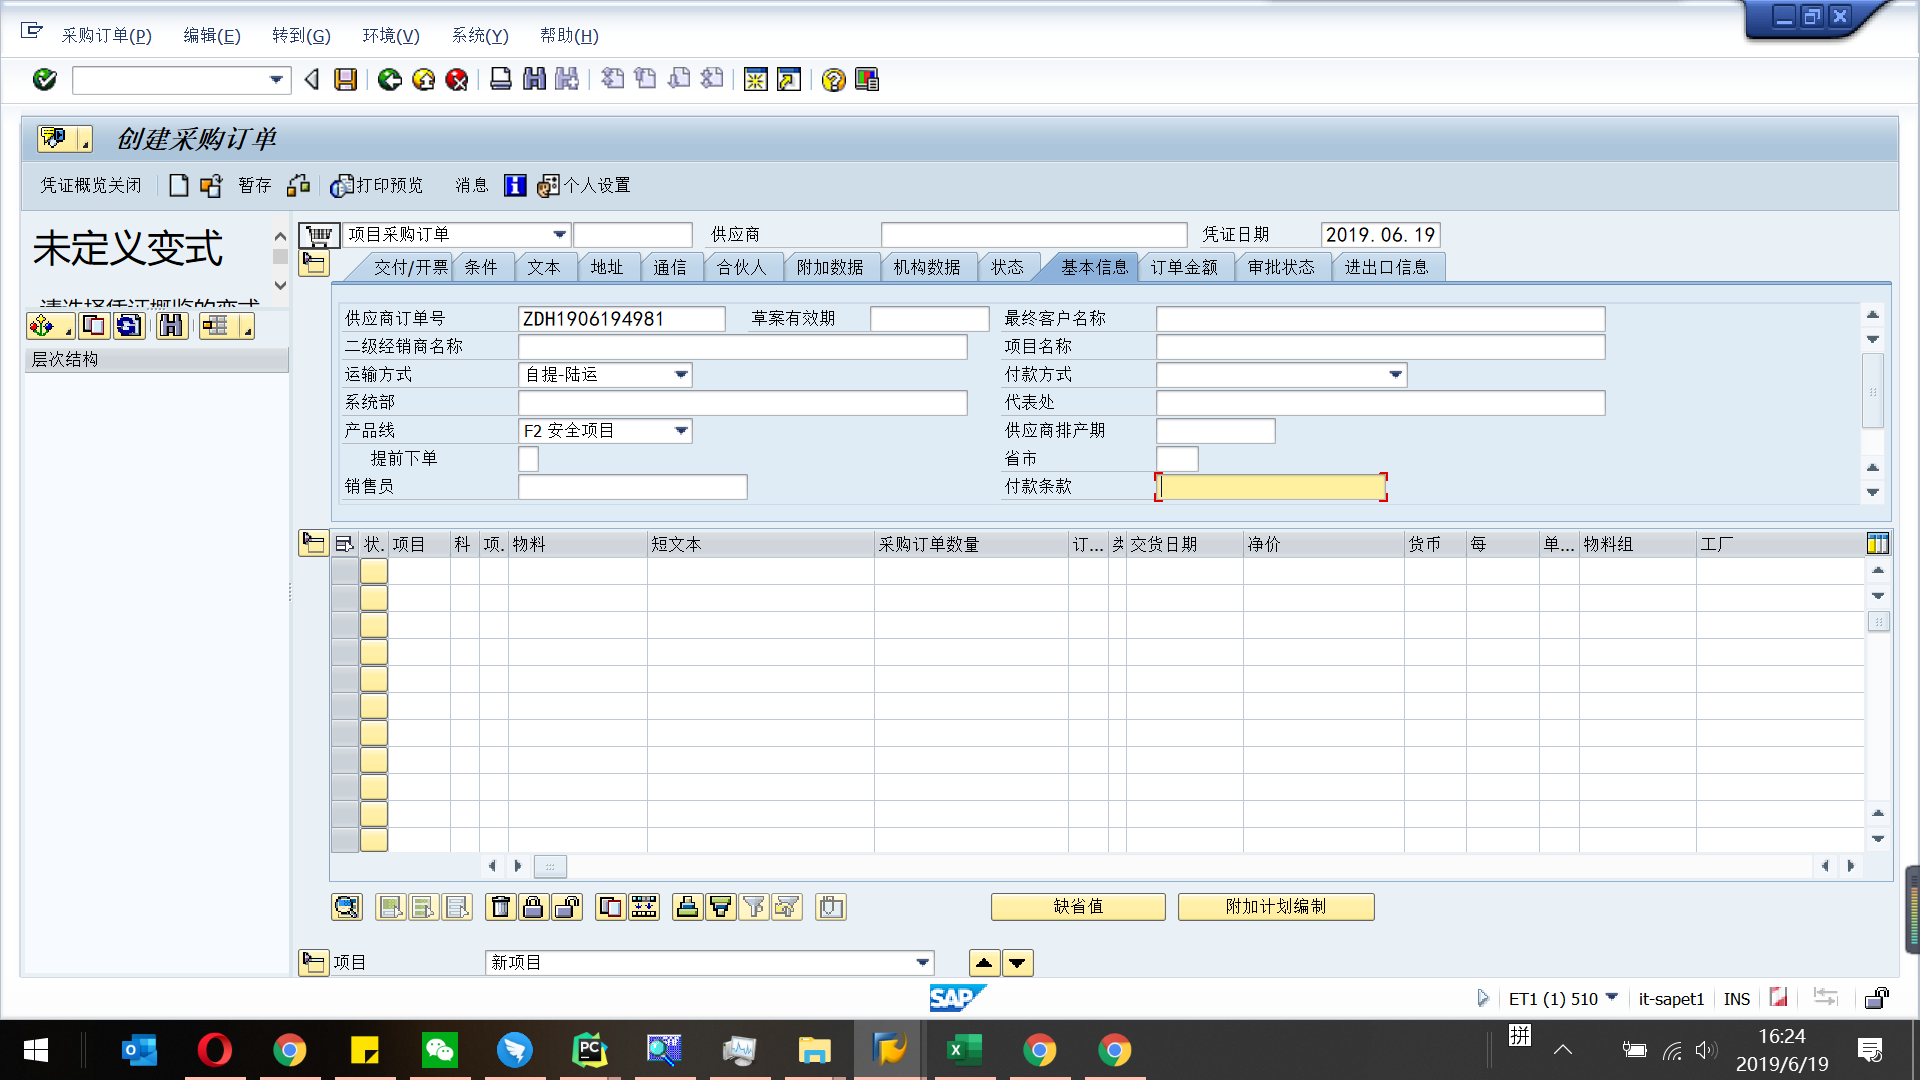 采购订单(P) 编辑(E) 转到(G) 环境(V) 系统(Y) 帮助(H)
创建采购订单
凭证概览关闭 暂存 打印预览 消息 个人设置
未定义变式
请选择凭证概览的变式
层次结构
项目采购订单 供应商 凭证日期 2019.06.19
交付/开票 条件 文本 地址 通信 合伙人 附加数据 机构数据 状态 基本信息 订单金额 审批状态 进出口信息
供应商订单号 ZDH1906194981 草案有效期 最终客户名称
二级经销商名称 项目名称
运输方式 自提-陆运 付款方式
系统部 代表处
产品线 F2 安全项目 供应商排产期
提前下单 省市
销售员 付款条款
状. 项目 科 项. 物料 短文本 采购订单数量 订... 类 交货日期 净价 货币 每 单... 物料组 工厂
缺省值 附加计划编制
项目 新项目
SAP
ET1 (1) 510 it-sapet1 INS
拼
16:24
2019/6/19